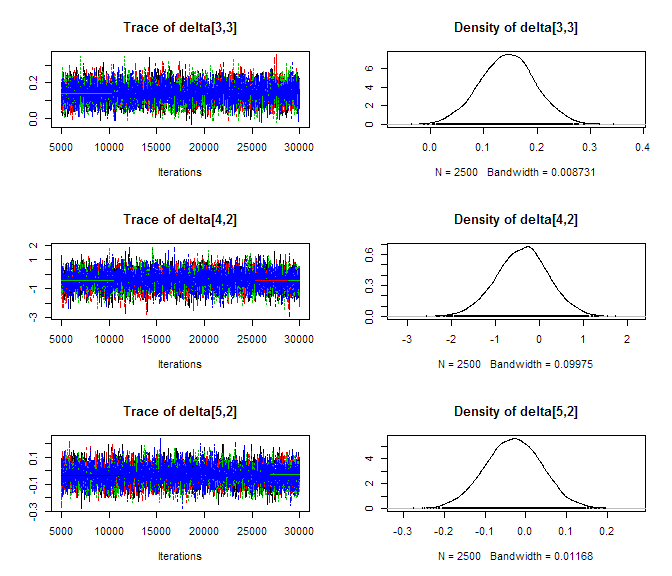 Trace of delta[3,3]
0.2
0.0
5000 10000 15000 20000 25000 30000
Iterations
Density of delta[3,3]
6
4
2
0
0.0 0.1 0.2 0.3 0.4
N = 2500 Bandwidth = 0.008731
Trace of delta[4,2]
2
1
-1
-3
5000 10000 15000 20000 25000 30000
Iterations
Density of delta[4,2]
0.6
0.3
0.0
-3 -2 -1 0 1 2
N = 2500 Bandwidth = 0.09975
Trace of delta[5,2]
0.1
-0.1
-0.3
5000 10000 15000 20000 25000 30000
Iterations
Density of delta[5,2]
4
2
0
-0.3 -0.2 -0.1 0.0 0.1 0.2
N = 2500 Bandwidth = 0.01168